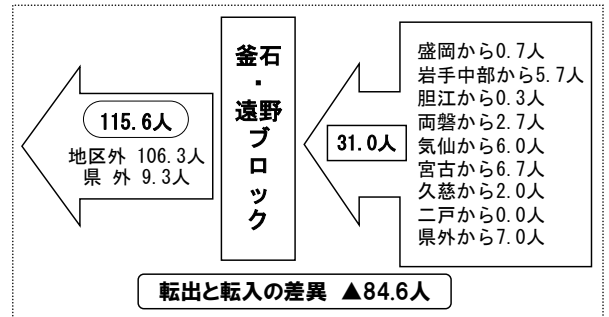 115.6人
地区外 106.3人
県 外 9.3人
釜石・遠野ブロック
31.0人
盛岡から0.7人
岩手中部から5.7人
胆江から0.3人
両磐から2.7人
気仙から6.0人
宮古から6.7人
久慈から2.0人
二戸から0.0人
県外から7.0人
転出と転入の差異 ▲84.6人